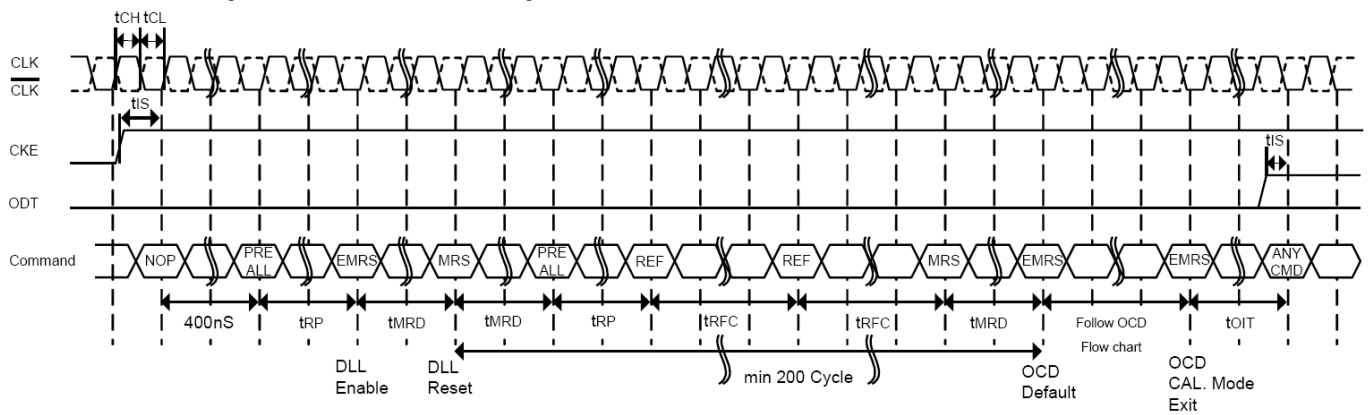 tCH tCL
CLK
CLK
tIS
CKE
tIS
ODT
Command NOP PRE ALL EMRS MRS PRE ALL REF REF MRS EMRS EMRS ANY CMD
400nS tRP tMRD tMRD tRP tRFC tRFC tMRD Follow OCD Flow chart tOIT
DLL Enable
DLL Reset
min 200 Cycle
OCD Default
OCD CAL. Mode Exit